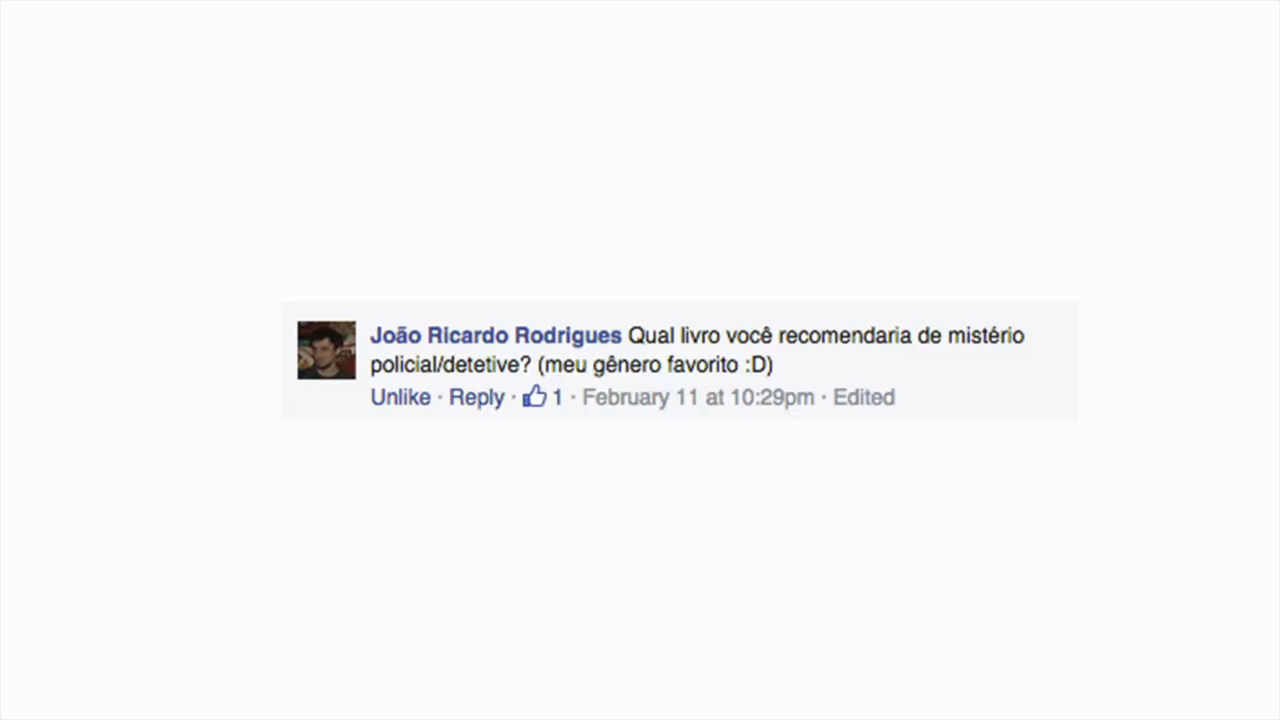 João Ricardo Rodrigues Qual livro você recomendaria de mistério
policial/detetive? (meu gênero favorito :D)
Unlike · Reply · 1 · February 11 at 10:29pm · Edited